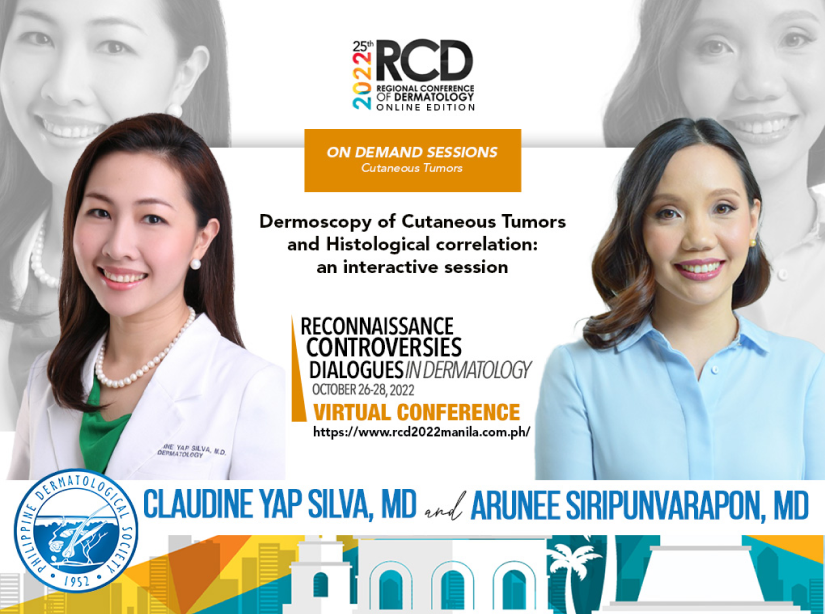 25th
2022
RCD
REGIONAL CONFERENCE
OF DERMATOLOGY
ONLINE EDITION
ON DEMAND SESSIONS
Cutaneous Tumors
Dermoscopy of Cutaneous Tumors
and Histological correlation:
an interactive session
RECONNAISSANCE
CONTROVERSIES
DIALOGUES IN DERMATOLOGY
OCTOBER 26-28, 2022
VIRTUAL CONFERENCE
https://www.rcd2022manila.com.ph/
YAP SILVA, M.D.
DERMATOLOGY
PHILIPPINE DERMATOLOGICAL SOCIETY
• 1952 •
CLAUDINE YAP SILVA, MD and ARUNEE SIRIPUNVARAPON, MD